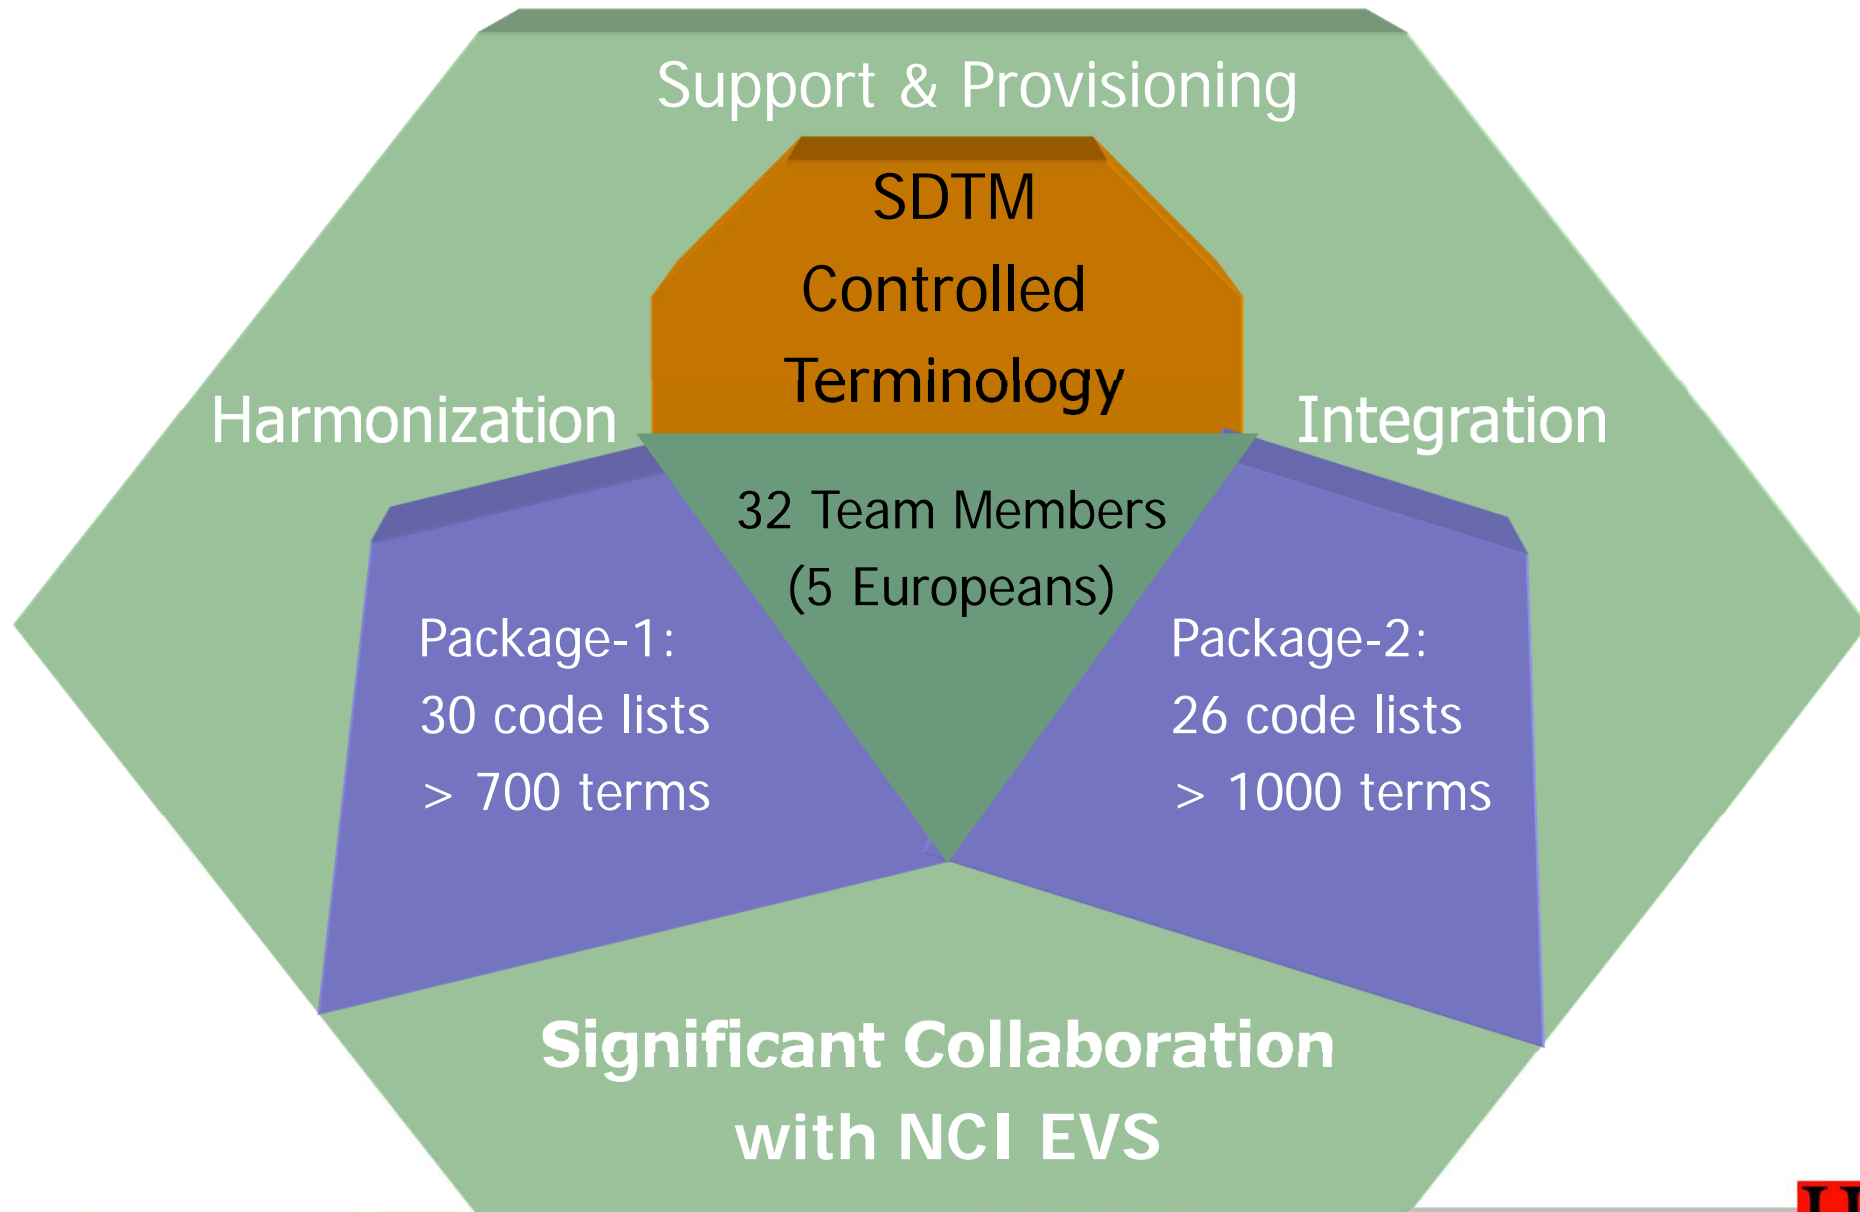 Support & Provisioning
SDTM
Controlled
Terminology
Harmonization
Integration
32 Team Members
(5 Europeans)
Package-1:
30 code lists
> 700 terms
Package-2:
26 code lists
> 1000 terms
Significant Collaboration
with NCI EVS